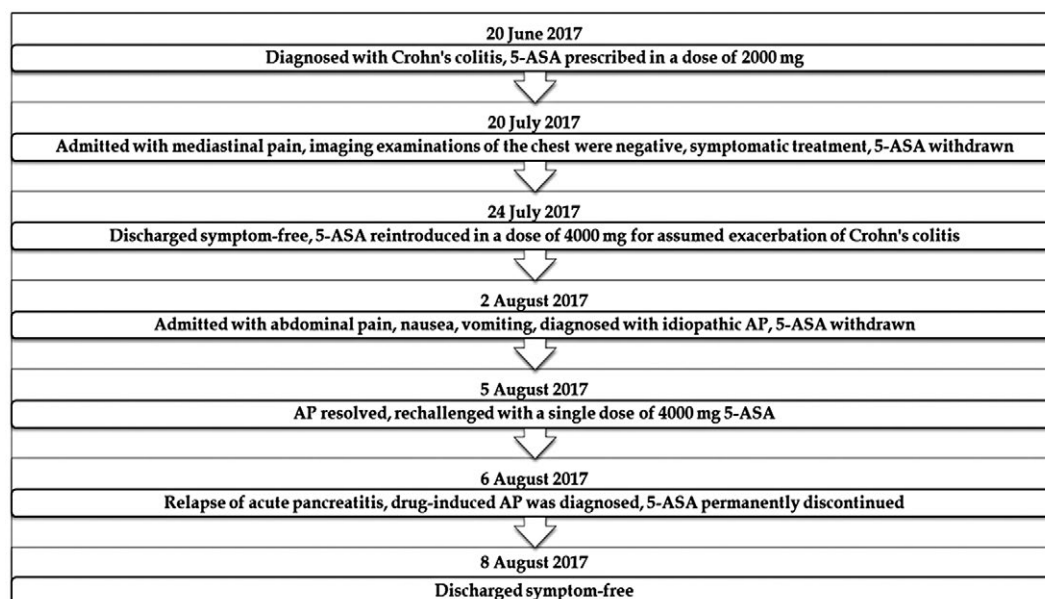 20 June 2017
Diagnosed with Crohn's colitis, 5-ASA prescribed in a dose of 2000 mg
20 July 2017
Admitted with mediastinal pain, imaging examinations of the chest were negative, symptomatic treatment, 5-ASA withdrawn
24 July 2017
Discharged symptom-free, 5-ASA reintroduced in a dose of 4000 mg for assumed exacerbation of Crohn's colitis
2 August 2017
Admitted with abdominal pain, nausea, vomiting, diagnosed with idiopathic AP, 5-ASA withdrawn
5 August 2017
AP resolved, rechallenged with a single dose of 4000 mg 5-ASA
6 August 2017
Relapse of acute pancreatitis, drug-induced AP was diagnosed, 5-ASA permanently discontinued
8 August 2017
Discharged symptom-free